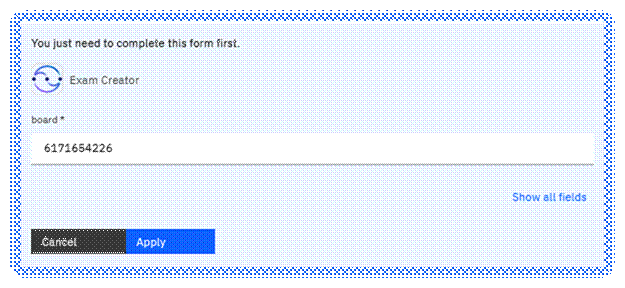 You just need to complete this form first.
Exam Creator
board *
6171654226
Show all fields
Cancel
Apply